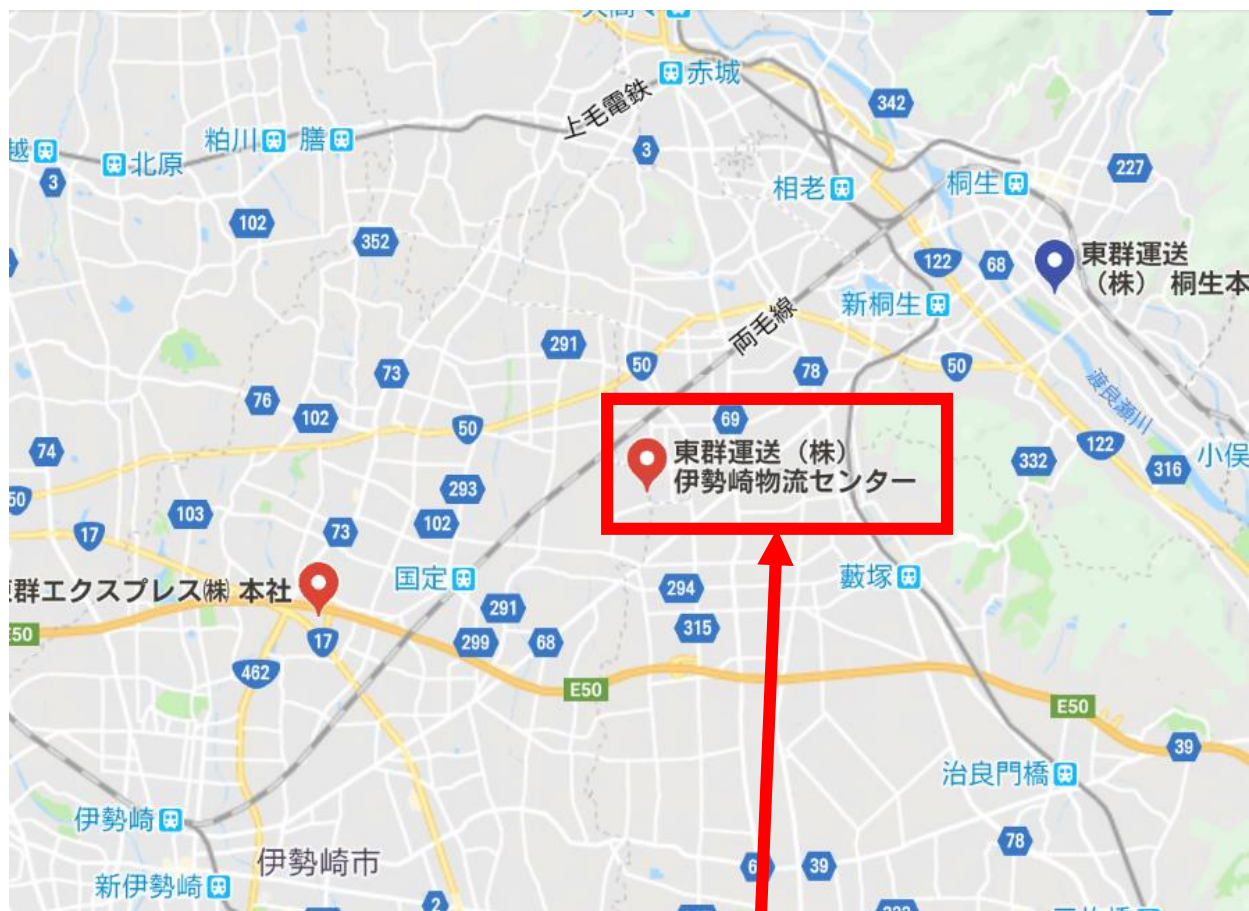 赤城
上毛電鉄
342
粕川
膳
越
北原
3
3
227
相老
桐生
102
352
東群運送
（株） 桐生本
122
68
新桐生
両毛線
291
50
78
50
73
76
102
69
渡良瀬川
50
122
74
東群運送（株）
伊勢崎物流センター
332
316
小俣
293
50
103
102
17
73
国定
藪塚
294
群エクスプレス㈱ 本社
291
315
E50
17
299
68
462
E50
E50
39
治良門橋
伊勢崎
78
伊勢崎市
39
新伊勢崎
2